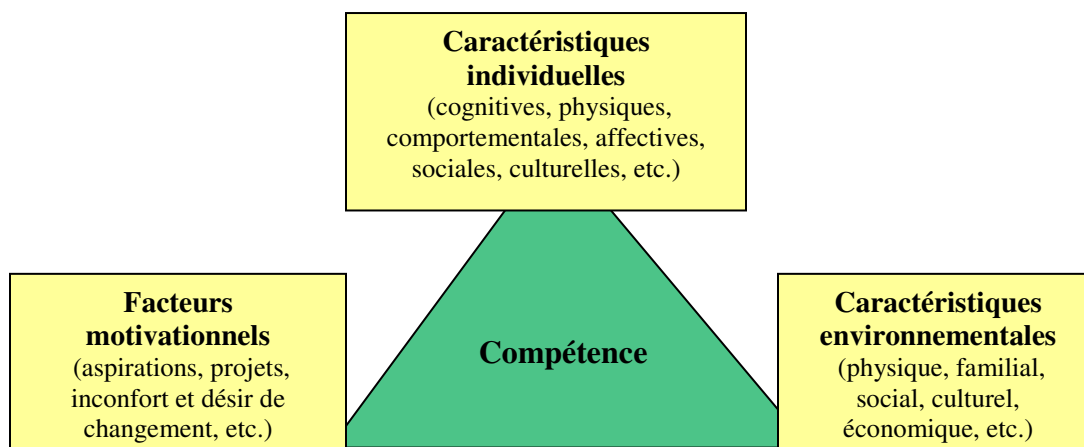 Caractéristiques
individuelles
(cognitives, physiques,
comportementales, affectives,
sociales, culturelles, etc.)
Facteurs
motivationnels
(aspirations, projets,
inconfort et désir de
changement, etc.)
Compétence
Caractéristiques
environnementales
(physique, familial,
social, culturel,
économique, etc.)